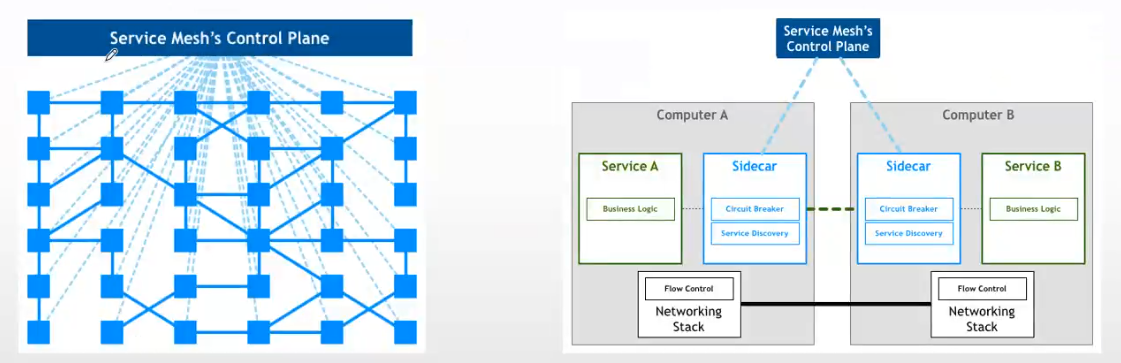 Service Mesh's Control Plane
Service Mesh's
Control Plane
Computer A
Computer B
Service A
Sidecar
Sidecar
Service B
Business Logic
Circuit Breaker
Circuit Breaker
Business Logic
Service Discovery
Service Discovery
Flow Control
Flow Control
Networking
Stack
Networking
Stack